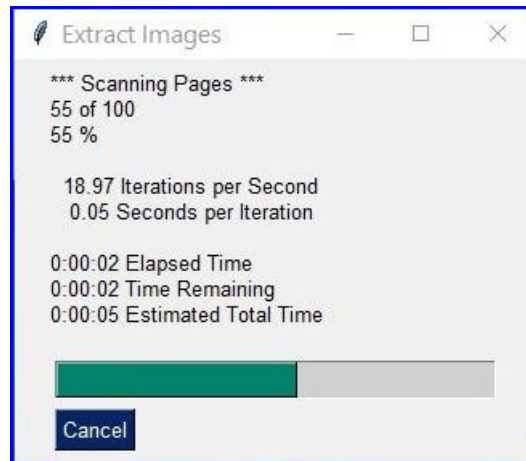 Extract Images
*** Scanning Pages ***
55 of 100
55 %
18.97 Iterations per Second
0.05 Seconds per Iteration
0:00:02 Elapsed Time
0:00:02 Time Remaining
0:00:05 Estimated Total Time
Cancel